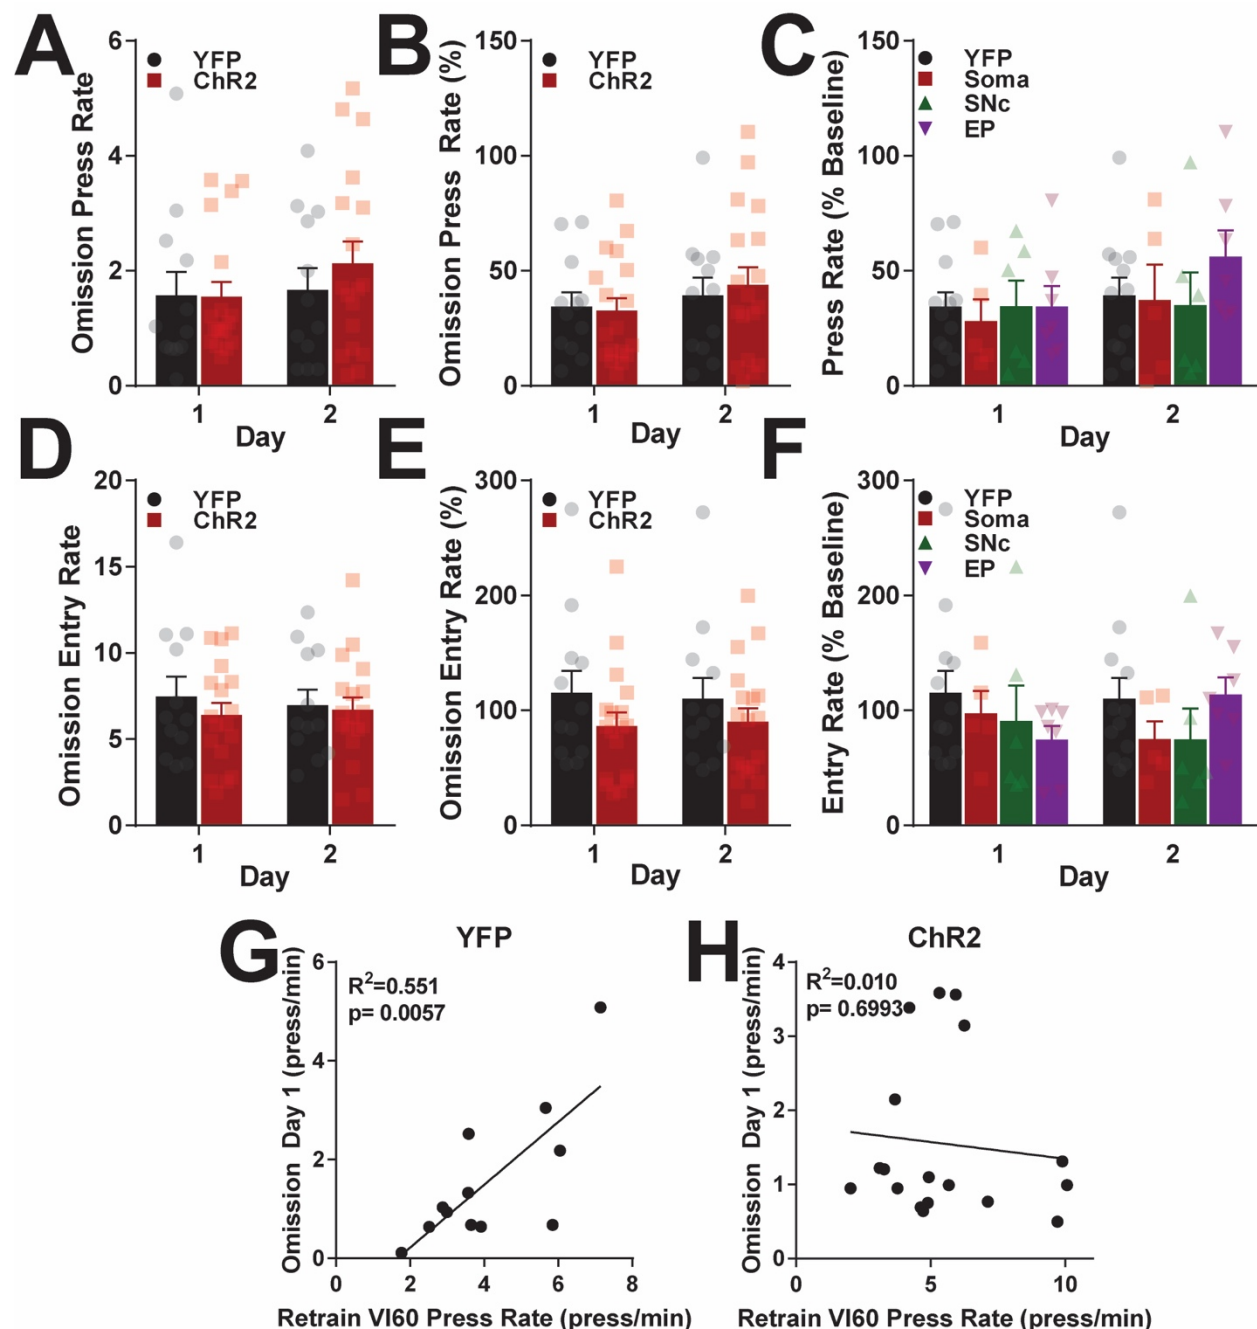 A
Omission Press Rate
6
4
2
0
YFP
ChR2
1
2
Day
B
Omission Press Rate (%)
150
100
50
0
YFP
ChR2
1
2
Day
C
Press Rate (% Baseline)
150
100
50
0
YFP
Soma
SNc
EP
1
2
Day
D
Omission Entry Rate
20
15
10
5
0
YFP
ChR2
1
2
Day
E
Omission Entry Rate (%)
300
200
100
0
YFP
ChR2
1
2
Day
F
Entry Rate (% Baseline)
300
200
100
0
YFP
Soma
SNc
EP
1
2
Day
G
YFP
Omission Day 1 (press/min)
6
4
2
0
R²=0.551
p= 0.0057
0
2
4
6
8
Retrain VI60 Press Rate (press/min)
H
ChR2
Omission Day 1 (press/min)
4
3
2
1
0
R²=0.010
p= 0.6993
0
5
10
Retrain VI60 Press Rate (press/min)